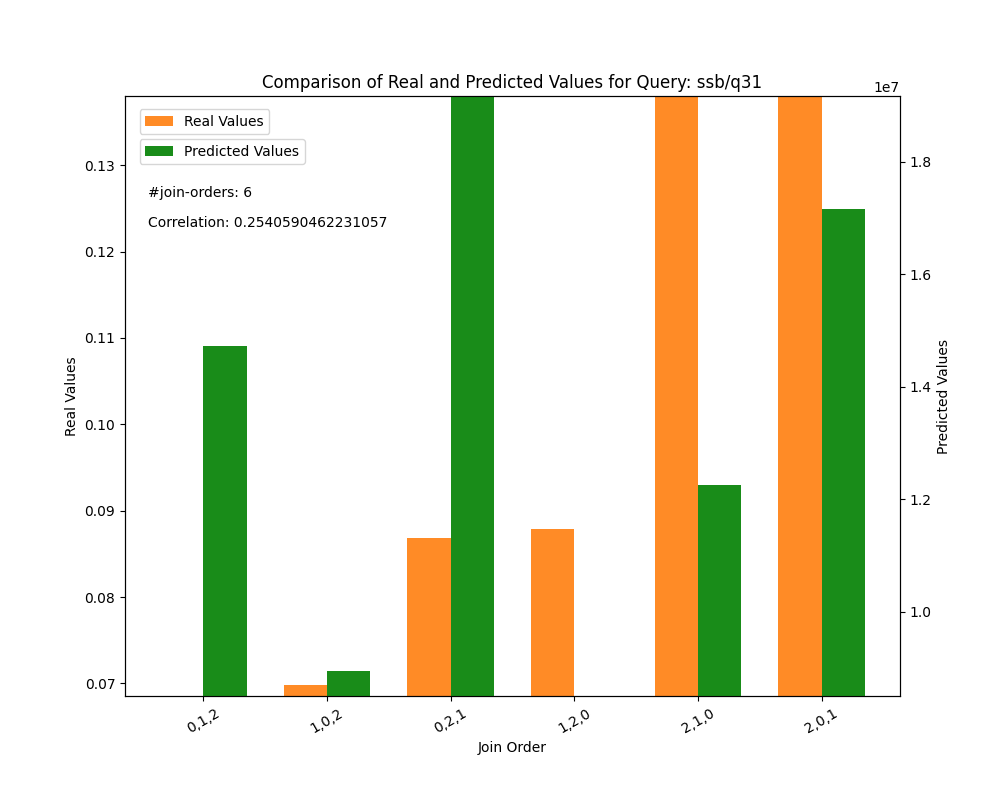 Comparison of Real and Predicted Values for Query: ssb/q31
1e7
Real Values
Predicted Values
#join-orders: 6
Correlation: 0.2540590462231057
0.13
0.12
0.11
0.10
0.09
0.08
0.07
Real Values
1.8
1.6
1.4
1.2
1.0
Predicted Values
0,1,2
1,0,2
0,2,1
1,2,0
2,1,0
2,0,1
Join Order